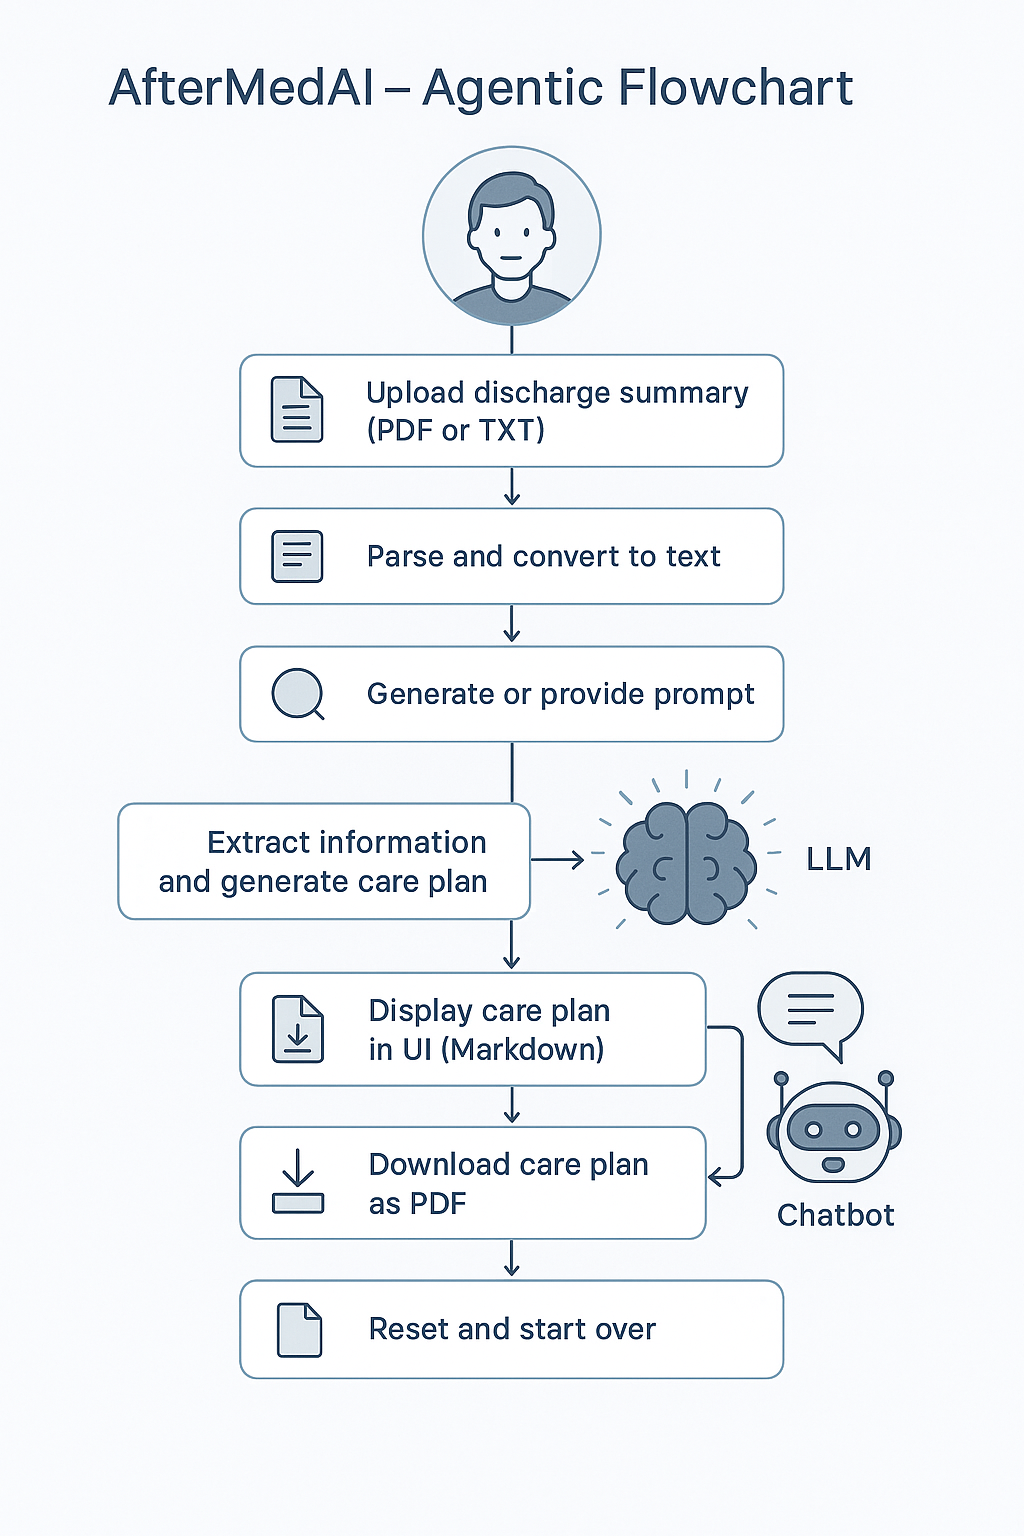 AfterMedAI – Agentic Flowchart
Upload discharge summary
(PDF or TXT)
Parse and convert to text
Generate or provide prompt
Extract information
and generate care plan
LLM
Display care plan
in UI (Markdown)
Download care plan
as PDF
Chatbot
Reset and start over